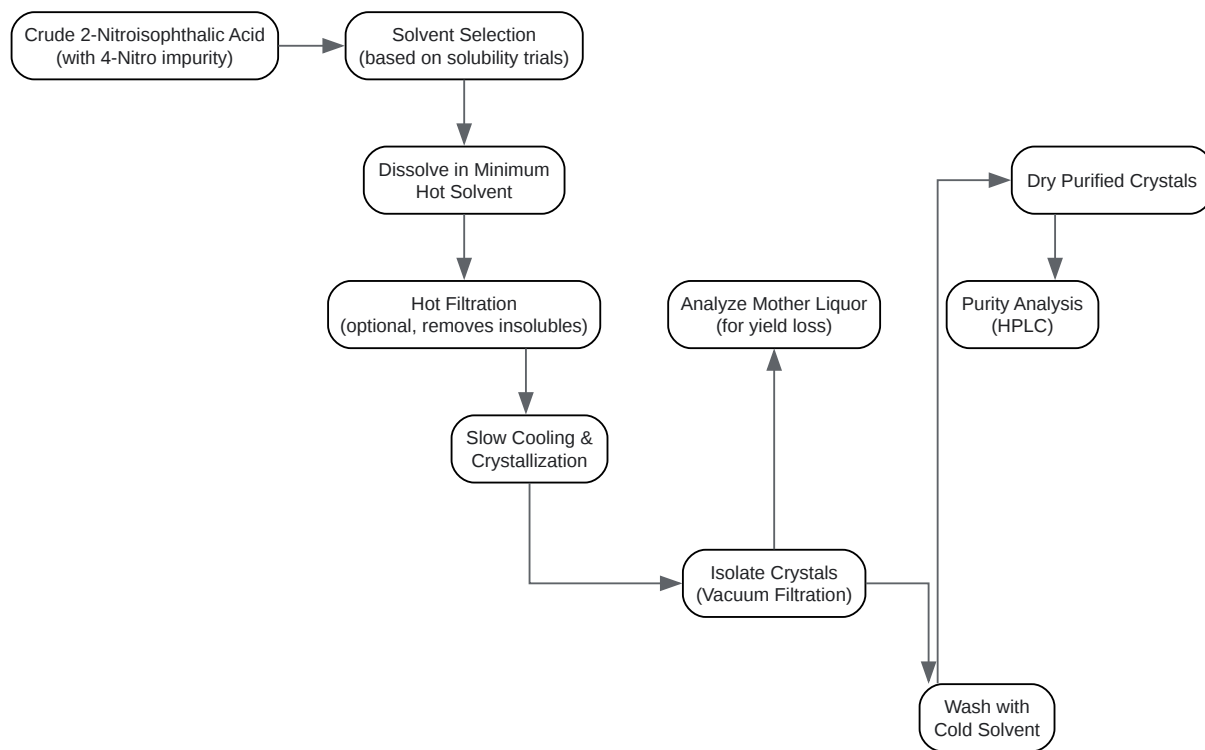 Crude 2-Nitroisophthalic Acid
(with 4-Nitro impurity)
Solvent Selection
(based on solubility trials)
Dissolve in Minimum
Hot Solvent
Dry Purified Crystals
Hot Filtration
(optional, removes insolubles)
Analyze Mother Liquor
(for yield loss)
Purity Analysis
(HPLC)
Slow Cooling &
Crystallization
Isolate Crystals
(Vacuum Filtration)
Wash with
Cold Solvent